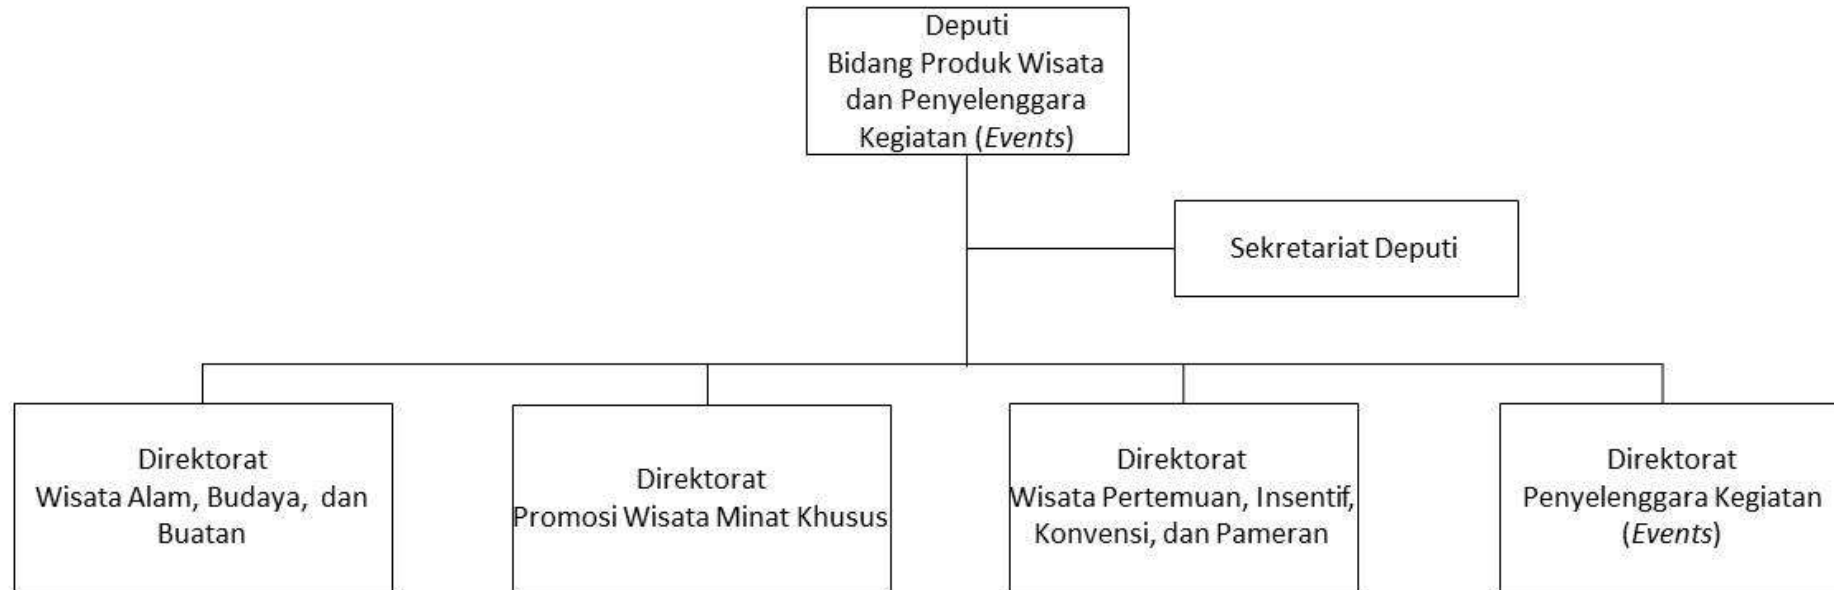 Deputi
Bidang Produk Wisata
dan Penyelenggara
Kegiatan (Events)
Sekretariat Deputi
Direktorat
Wisata Alam, Budaya, dan
Buatan
Direktorat
Promosi Wisata Minat Khusus
Direktorat
Wisata Pertemuan, Insentif,
Konvensi, dan Pameran
Direktorat
Penyelenggara Kegiatan
(Events)